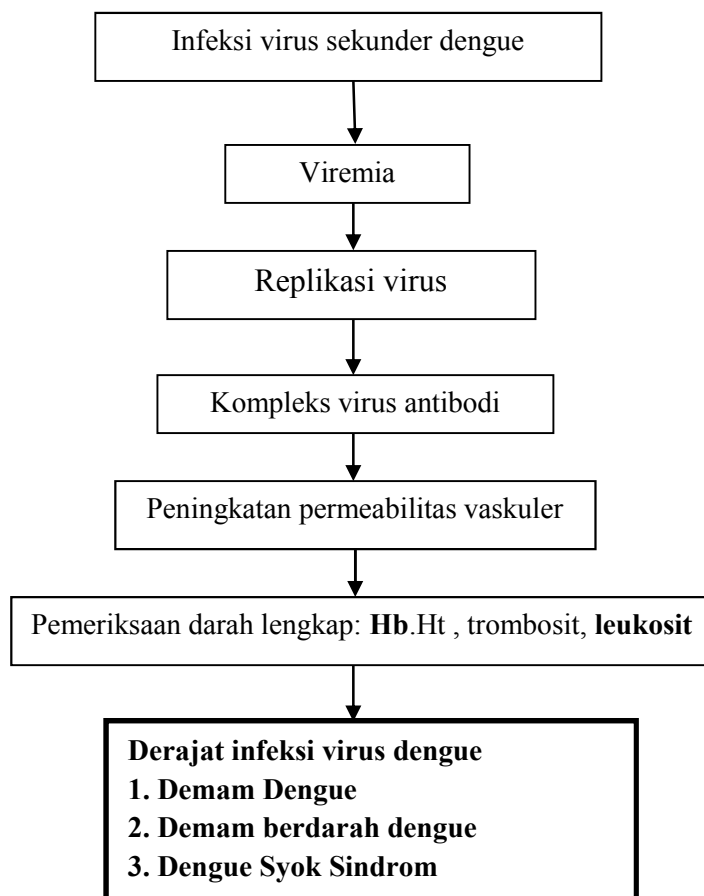 Infeksi virus sekunder dengue
Viremia
Replikasi virus
Kompleks virus antibodi
Peningkatan permeabilitas vaskuler
Pemeriksaan darah lengkap: Hb.Ht , trombosit, leukosit
Derajat infeksi virus dengue
1. Demam Dengue
2. Demam berdarah dengue
3. Dengue Syok Sindrom